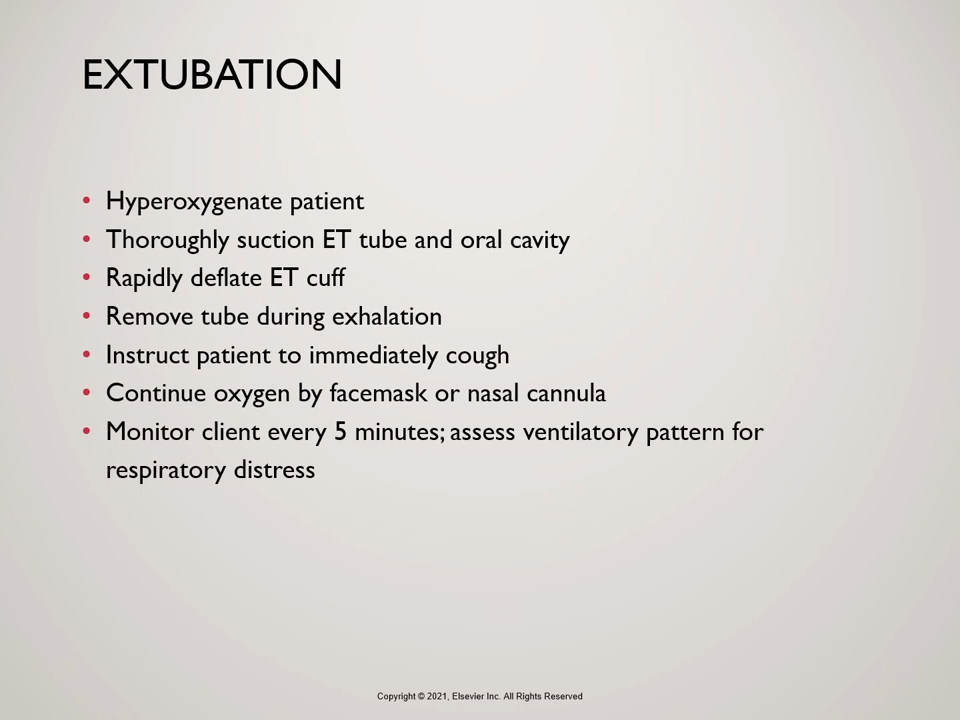 EXTUBATION
• Hyperoxygenate patient
• Thoroughly suction ET tube and oral cavity
• Rapidly deflate ET cuff
• Remove tube during exhalation
• Instruct patient to immediately cough
• Continue oxygen by facemask or nasal cannula
• Monitor client every 5 minutes; assess ventilatory pattern for
respiratory distress
Copyright © 2021, Elsevier Inc. All Rights Reserved